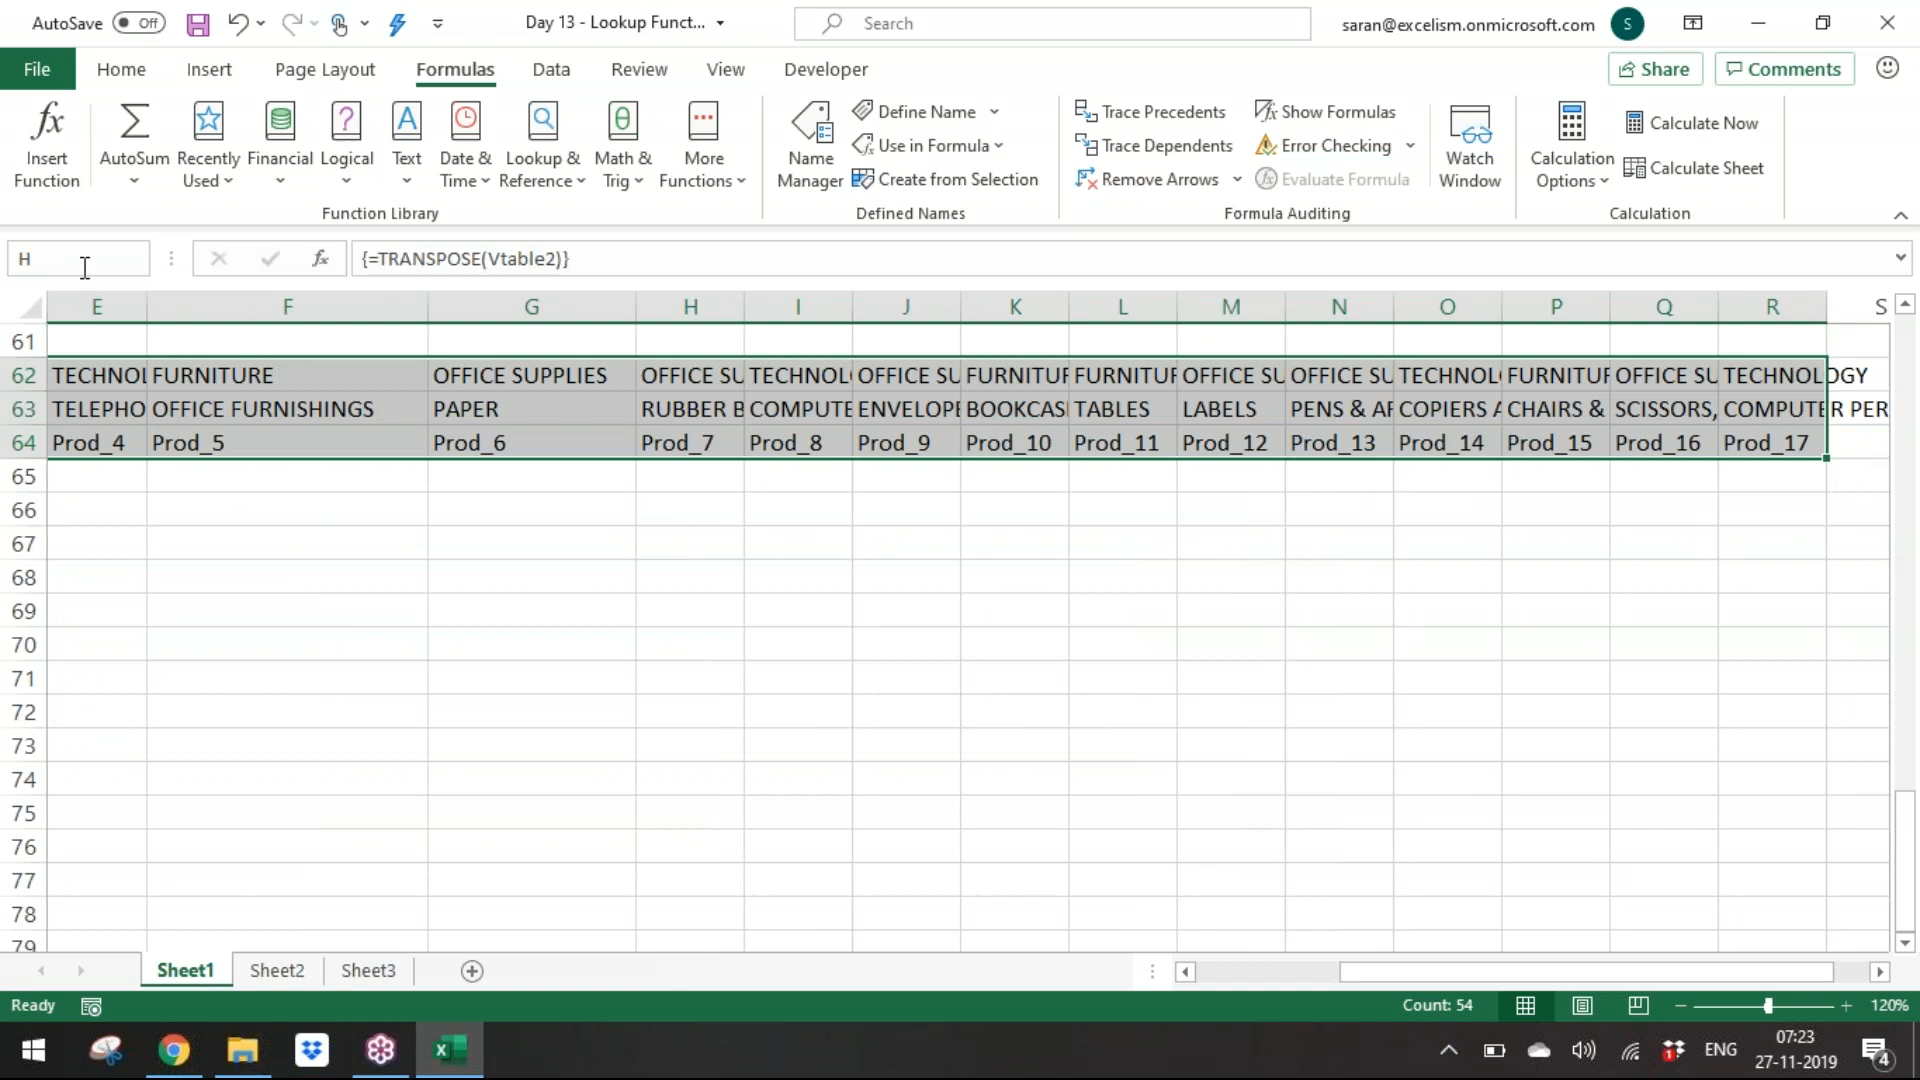 AutoSave Off Day 13 - Lookup Funct... Search saran@excelism.onmicrosoft.com S
File Home Insert Page Layout Formulas Data Review View Developer Share Comments
fx Insert Function
AutoSum
Recently Used
Financial
Logical
Text
Date & Time
Lookup & Reference
Math & Trig
More Functions
Function Library
Name Manager
Define Name
Use in Formula
Create from Selection
Defined Names
Trace Precedents
Trace Dependents
Remove Arrows
Show Formulas
Error Checking
Evaluate Formula
Formula Auditing
Watch Window
Calculation Options
Calculate Now
Calculate Sheet
Calculation
H fx {=TRANSPOSE(Vtable2)}
E F G H I J K L M N O P Q R S
61
62 TECHNOL FURNITURE OFFICE SUPPLIES OFFICE SU TECHNOL OFFICE SU FURNITUR FURNITUR OFFICE SU OFFICE SU TECHNOL FURNITUR OFFICE SU TECHNOLOGY
63 TELEPHO OFFICE FURNISHINGS PAPER RUBBER B COMPUTE ENVELOPE BOOKCAS TABLES LABELS PENS & AR COPIERS A CHAIRS & SCISSORS, COMPUTER PER
64 Prod_4 Prod_5 Prod_6 Prod_7 Prod_8 Prod_9 Prod_10 Prod_11 Prod_12 Prod_13 Prod_14 Prod_15 Prod_16 Prod_17
65
66
67
68
69
70
71
72
73
74
75
76
77
78
79
Sheet1 Sheet2 Sheet3
Ready Count: 54 120%
ENG 07:23
27-11-2019
1
4